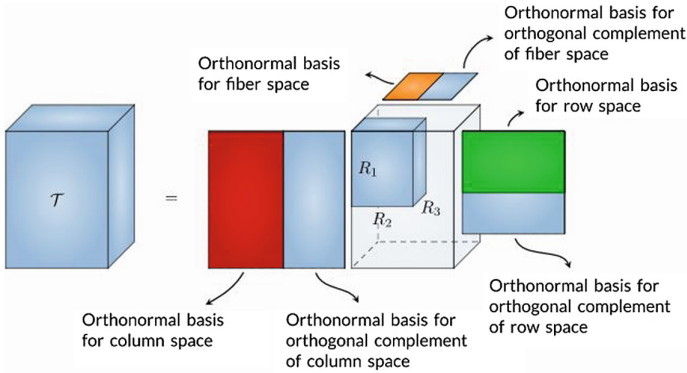 Orthonormal basis for
orthogonal complement
of fiber space
Orthonormal basis
for fiber space
Orthonormal basis
for row space
𝒯
=
R₁
R₂
R₃
Orthonormal basis
for column space
Orthonormal basis for
orthogonal complement
of column space
Orthonormal basis for
orthogonal complement
of row space